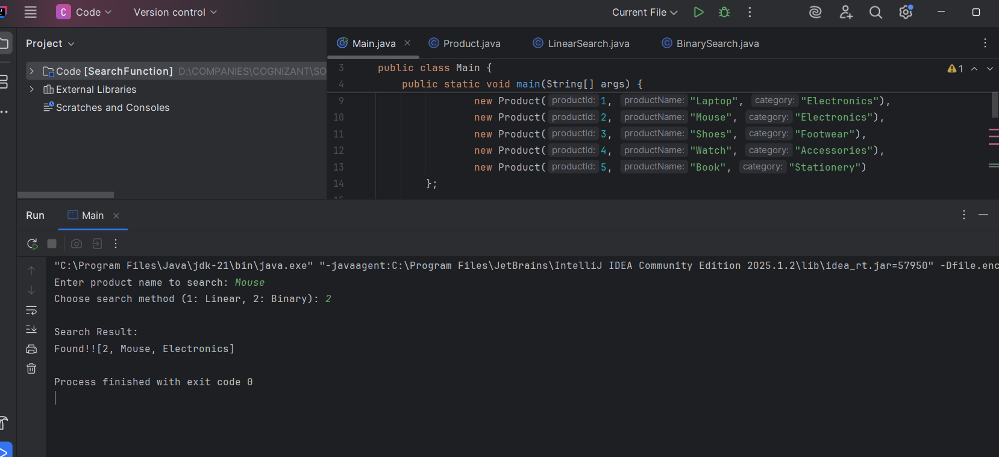 C Code Version control Current File
Project Main.java Product.java LinearSearch.java BinarySearch.java
3 public class Main { 1
4 public static void main(String[] args) {
Code [SearchFunction] D:\COMPANIES\COGNIZANT\SO
External Libraries
Scratches and Consoles
9 new Product( productId: 1, productName: "Laptop", category: "Electronics"),
10 new Product( productId: 2, productName: "Mouse", category: "Electronics"),
11 new Product( productId: 3, productName: "Shoes", category: "Footwear"),
12 new Product( productId: 4, productName: "Watch", category: "Accessories"),
13 new Product( productId: 5, productName: "Book", category: "Stationery")
14 };
Run Main
"C:\Program Files\Java\jdk-21\bin\java.exe" "-javaagent:C:\Program Files\JetBrains\IntelliJ IDEA Community Edition 2025.1.2\lib\idea_rt.jar=57950" -Dfile.enc
Enter product name to search: Mouse
Choose search method (1: Linear, 2: Binary): 2
Search Result:
Found!![2, Mouse, Electronics]
Process finished with exit code 0